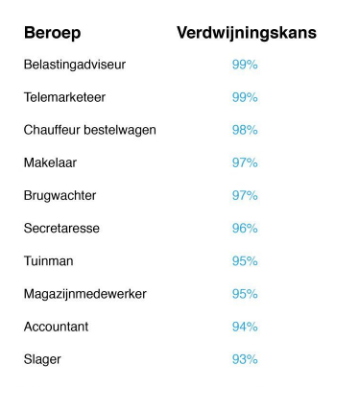 Beroep Verdwijningskans
Belastingadviseur 99%
Telemarketeer 99%
Chauffeur bestelwagen 98%
Makelaar 97%
Brugwachter 97%
Secretaresse 96%
Tuinman 95%
Magazijnmedewerker 95%
Accountant 94%
Slager 93%